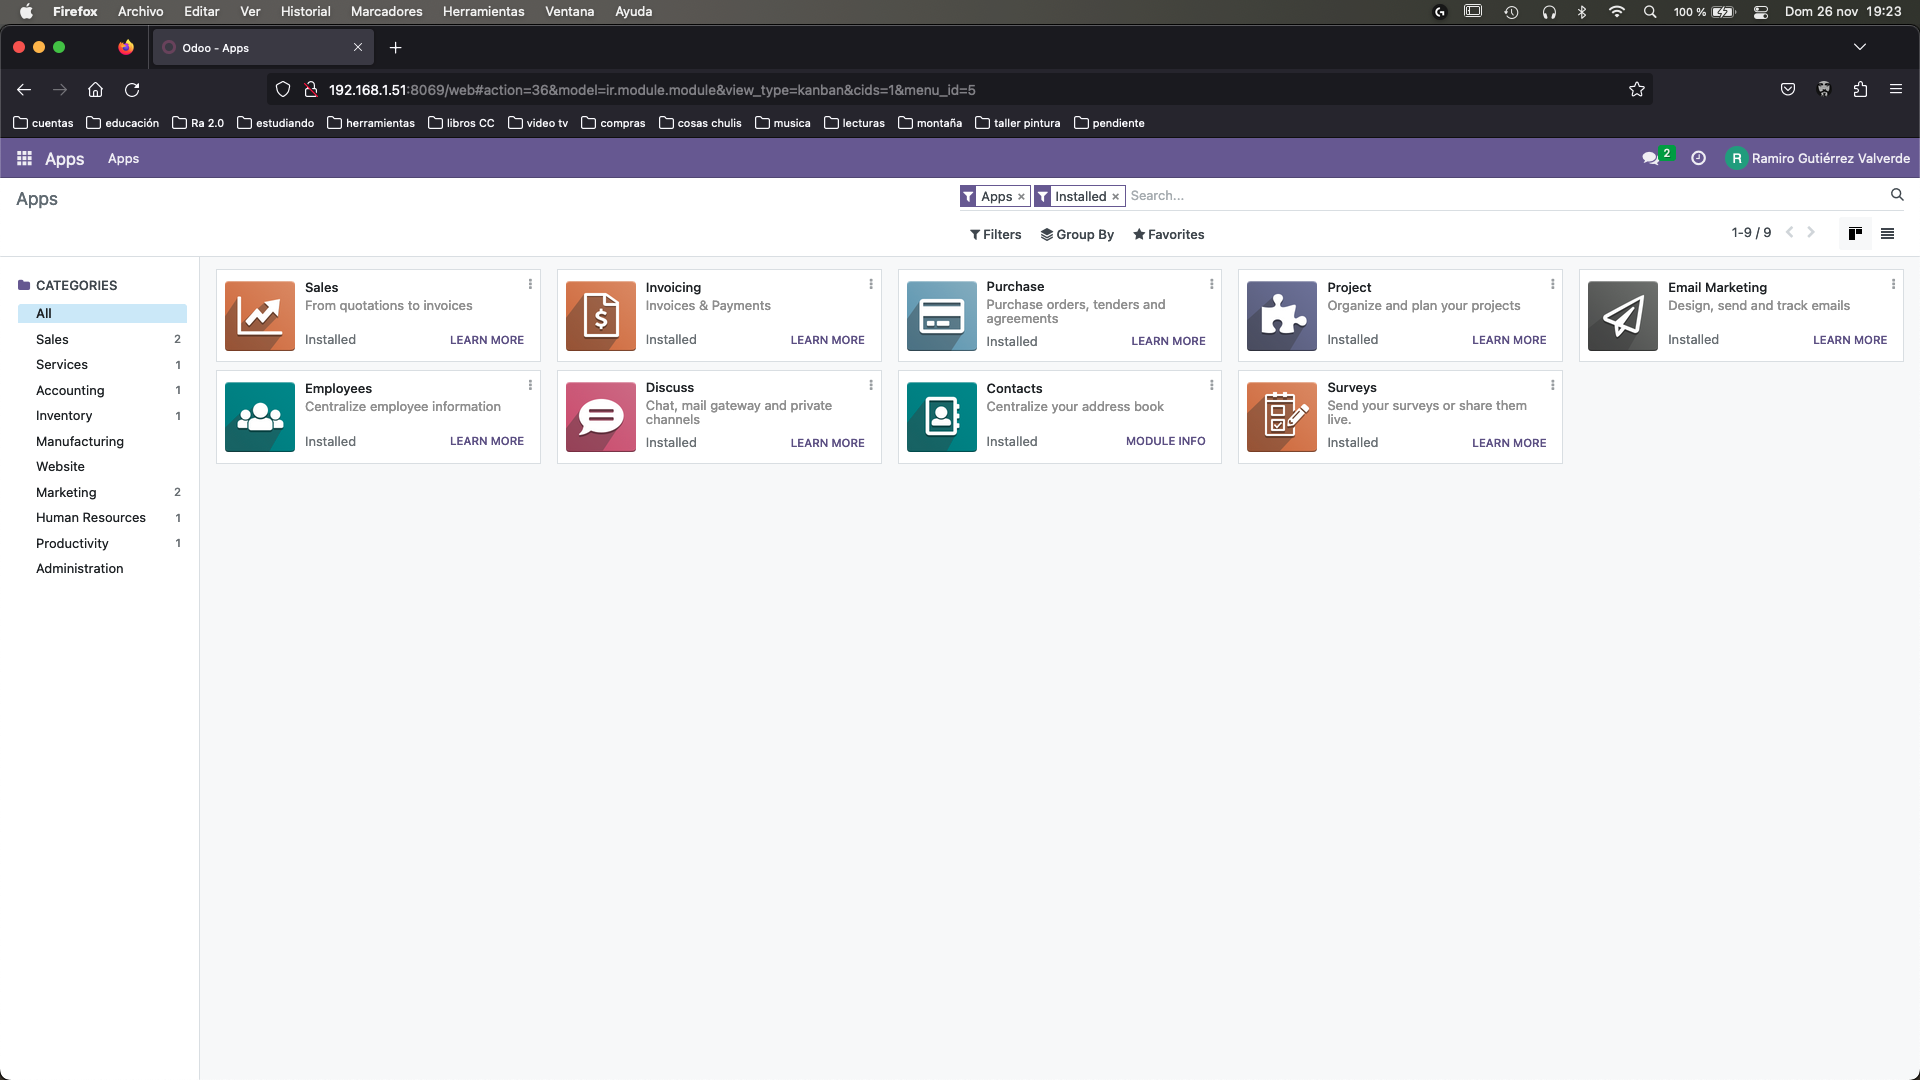 Firefox Archivo Editar Ver Historial Marcadores Herramientas Ventana Ayuda 100 % Dom 26 nov 19:23
Odoo - Apps
192.168.1.51:8069/web#action=36&model=ir.module.module&view_type=kanban&cids=1&menu_id=5
cuentas educación Ra 2.0 estudiando herramientas libros CC video tv compras cosas chulis musica lecturas montaña taller pintura pendiente
Apps Apps 2 R Ramiro Gutiérrez Valverde
Apps Apps × Installed × Search...
Filters Group By Favorites 1-9 / 9
CATEGORIES
All
Sales 2
Services 1
Accounting 1
Inventory 1
Manufacturing
Website
Marketing 2
Human Resources 1
Productivity 1
Administration
Sales
From quotations to invoices
Installed LEARN MORE
Invoicing
Invoices & Payments
Installed LEARN MORE
Purchase
Purchase orders, tenders and
agreements
Installed LEARN MORE
Project
Organize and plan your projects
Installed LEARN MORE
Email Marketing
Design, send and track emails
Installed LEARN MORE
Employees
Centralize employee information
Installed LEARN MORE
Discuss
Chat, mail gateway and private
channels
Installed LEARN MORE
Contacts
Centralize your address book
Installed MODULE INFO
Surveys
Send your surveys or share them
live.
Installed LEARN MORE